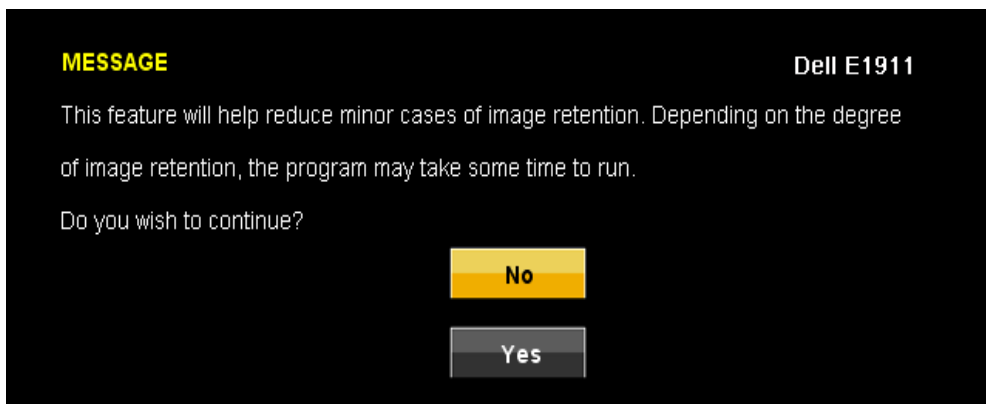 MESSAGE
Dell E1911
This feature will help reduce minor cases of image retention. Depending on the degree
of image retention, the program may take some time to run.
Do you wish to continue?
No
Yes